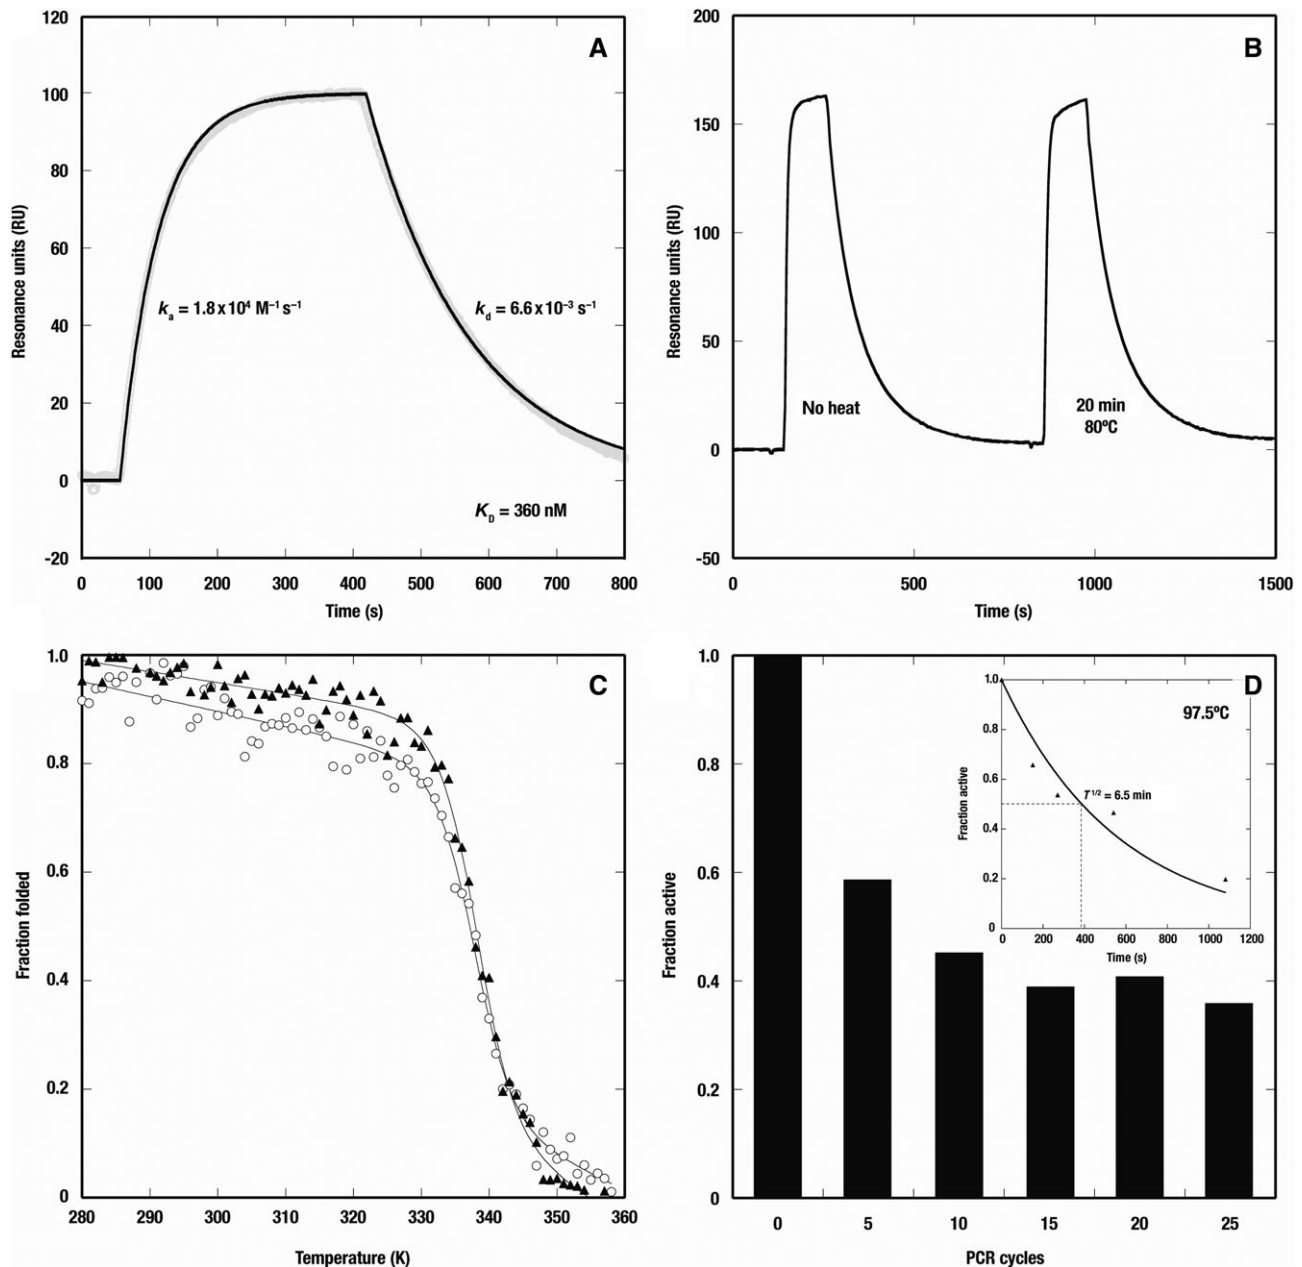 A
Resonance units (RU)
120
100
80
60
40
20
0
-20
kₐ = 1.8 x 10⁴ M⁻¹ s⁻¹
k_d = 6.6 x 10⁻³ s⁻¹
K_D = 360 nM
0 100 200 300 400 500 600 700 800
Time (s)
B
Resonance units (RU)
200
150
100
50
0
-50
No heat
20 min
80ºC
0 500 1000 1500
Time (s)
C
Fraction folded
1.0
0.8
0.6
0.4
0.2
0
280 290 300 310 320 330 340 350 360
Temperature (K)
D
Fraction active
1.0
0.8
0.6
0.4
0.2
0
0 5 10 15 20 25
PCR cycles
97.5ºC
Fraction active
1.0
0.8
0.6
0.4
0.2
0
T^1/2 = 6.5 min
0 200 400 600 800 1000 1200
Time (s)